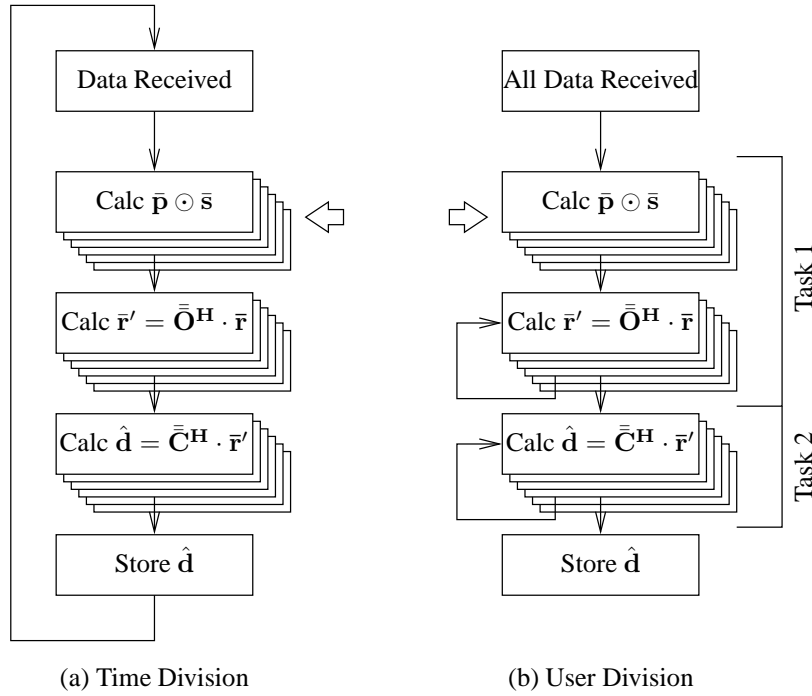 Data Received
Calc p̄ ⊙ s̄
Calc r̄′ = Ō̿ᴴ · r̄
Calc d̂ = C̿ᴴ · r̄′
Store d̂
(a) Time Division
All Data Received
Calc p̄ ⊙ s̄
Calc r̄′ = Ō̿ᴴ · r̄
Calc d̂ = C̿ᴴ · r̄′
Store d̂
Task 1
Task 2
(b) User Division